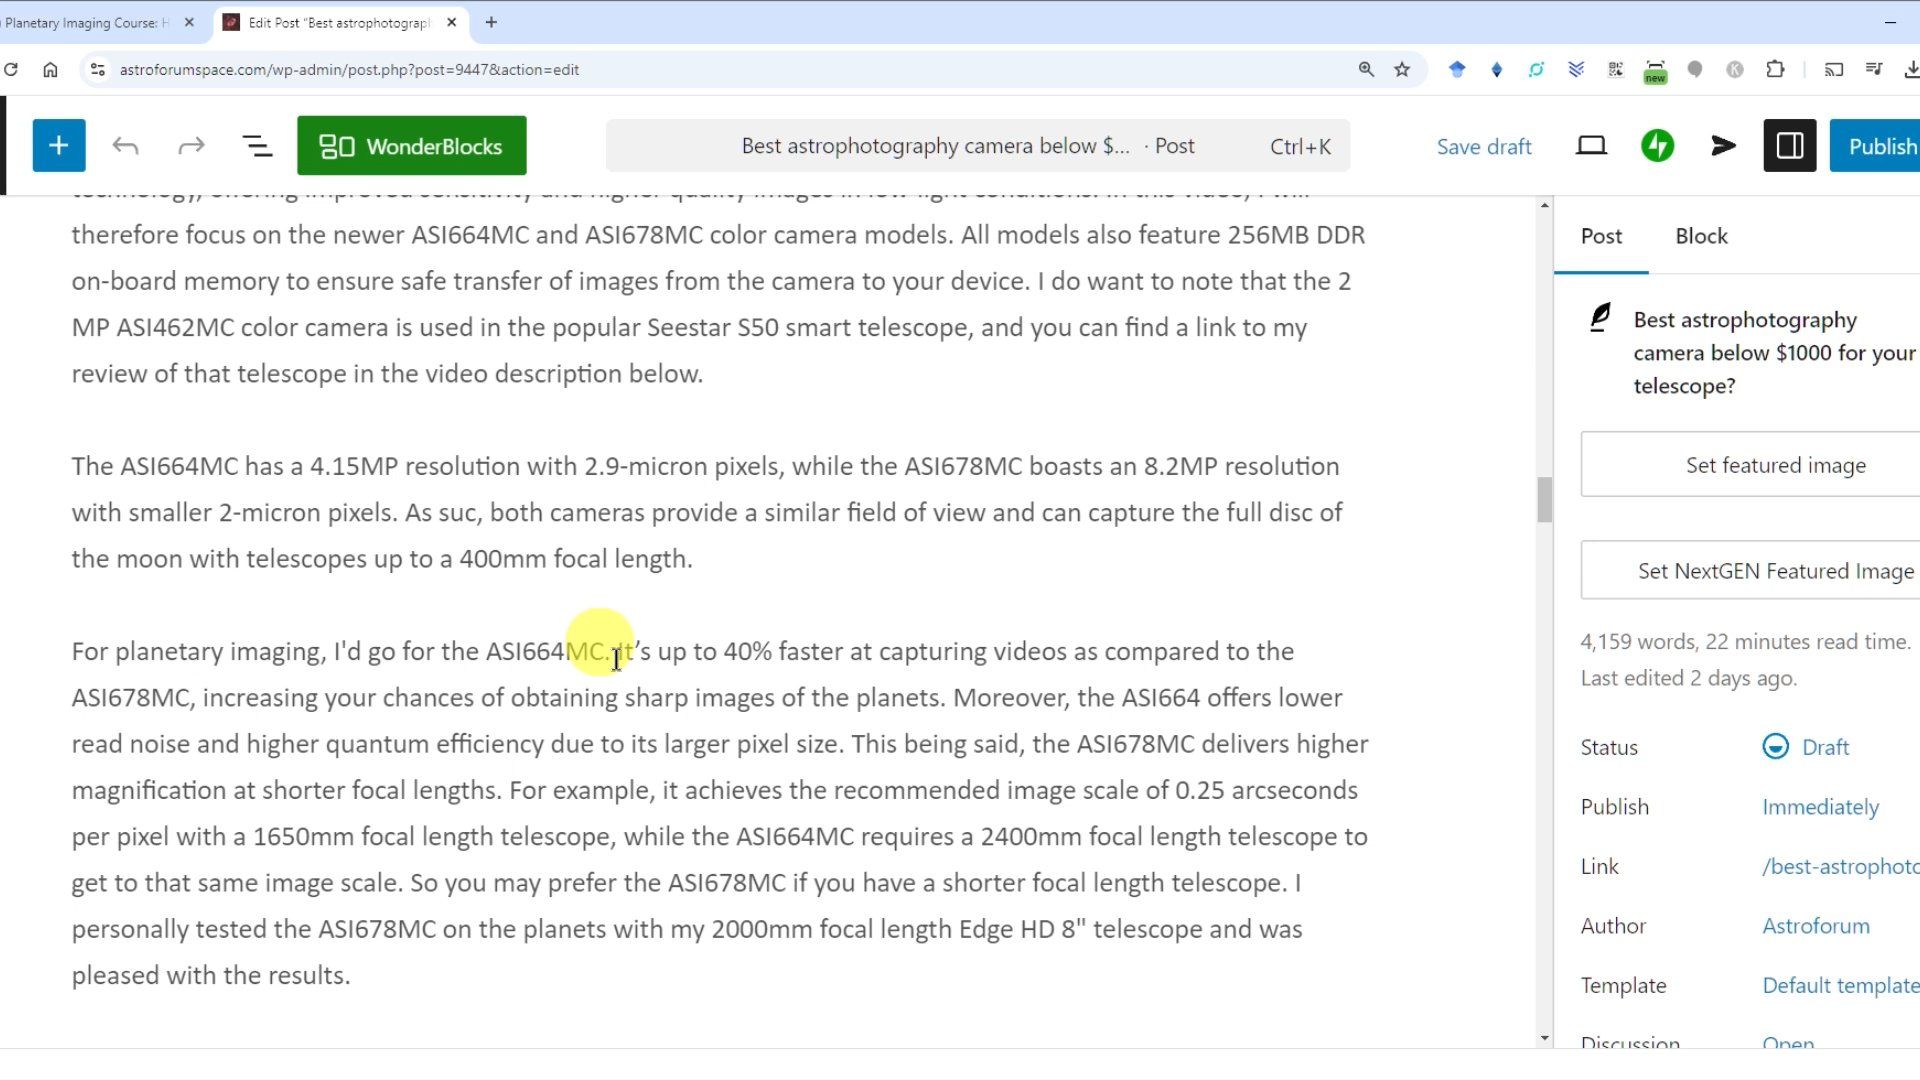 Planetary Imaging Course: H
Edit Post "Best astrophotograp
astroforumspace.com/wp-admin/post.php?post=9447&action=edit
new
K
WonderBlocks
Best astrophotography camera below $... · Post
Ctrl+K
Save draft
Publish
therefore focus on the newer ASI664MC and ASI678MC color camera models. All models also feature 256MB DDR
on-board memory to ensure safe transfer of images from the camera to your device. I do want to note that the 2
MP ASI462MC color camera is used in the popular Seestar S50 smart telescope, and you can find a link to my
review of that telescope in the video description below.
The ASI664MC has a 4.15MP resolution with 2.9-micron pixels, while the ASI678MC boasts an 8.2MP resolution
with smaller 2-micron pixels. As suc, both cameras provide a similar field of view and can capture the full disc of
the moon with telescopes up to a 400mm focal length.
For planetary imaging, I'd go for the ASI664MC. It’s up to 40% faster at capturing videos as compared to the
ASI678MC, increasing your chances of obtaining sharp images of the planets. Moreover, the ASI664 offers lower
read noise and higher quantum efficiency due to its larger pixel size. This being said, the ASI678MC delivers higher
magnification at shorter focal lengths. For example, it achieves the recommended image scale of 0.25 arcseconds
per pixel with a 1650mm focal length telescope, while the ASI664MC requires a 2400mm focal length telescope to
get to that same image scale. So you may prefer the ASI678MC if you have a shorter focal length telescope. I
personally tested the ASI678MC on the planets with my 2000mm focal length Edge HD 8" telescope and was
pleased with the results.
Post
Block
Best astrophotography
camera below $1000 for your
telescope?
Set featured image
Set NextGEN Featured Image
4,159 words, 22 minutes read time.
Last edited 2 days ago.
Status
Draft
Publish
Immediately
Link
/best-astrophoto
Author
Astroforum
Template
Default template
Discussion
Open